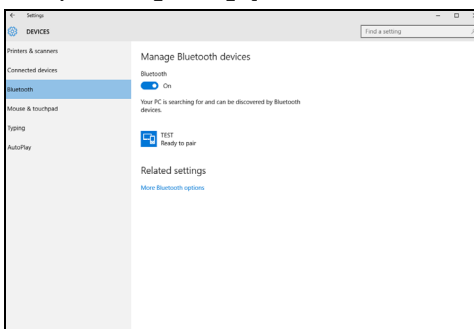 Settings
DEVICES
Find a setting
Printers & scanners
Connected devices
Bluetooth
Mouse & touchpad
Typing
AutoPlay
Manage Bluetooth devices
Bluetooth
On
Your PC is searching for and can be discovered by Bluetooth
devices.
TEST
Ready to pair
Related settings
More Bluetooth options